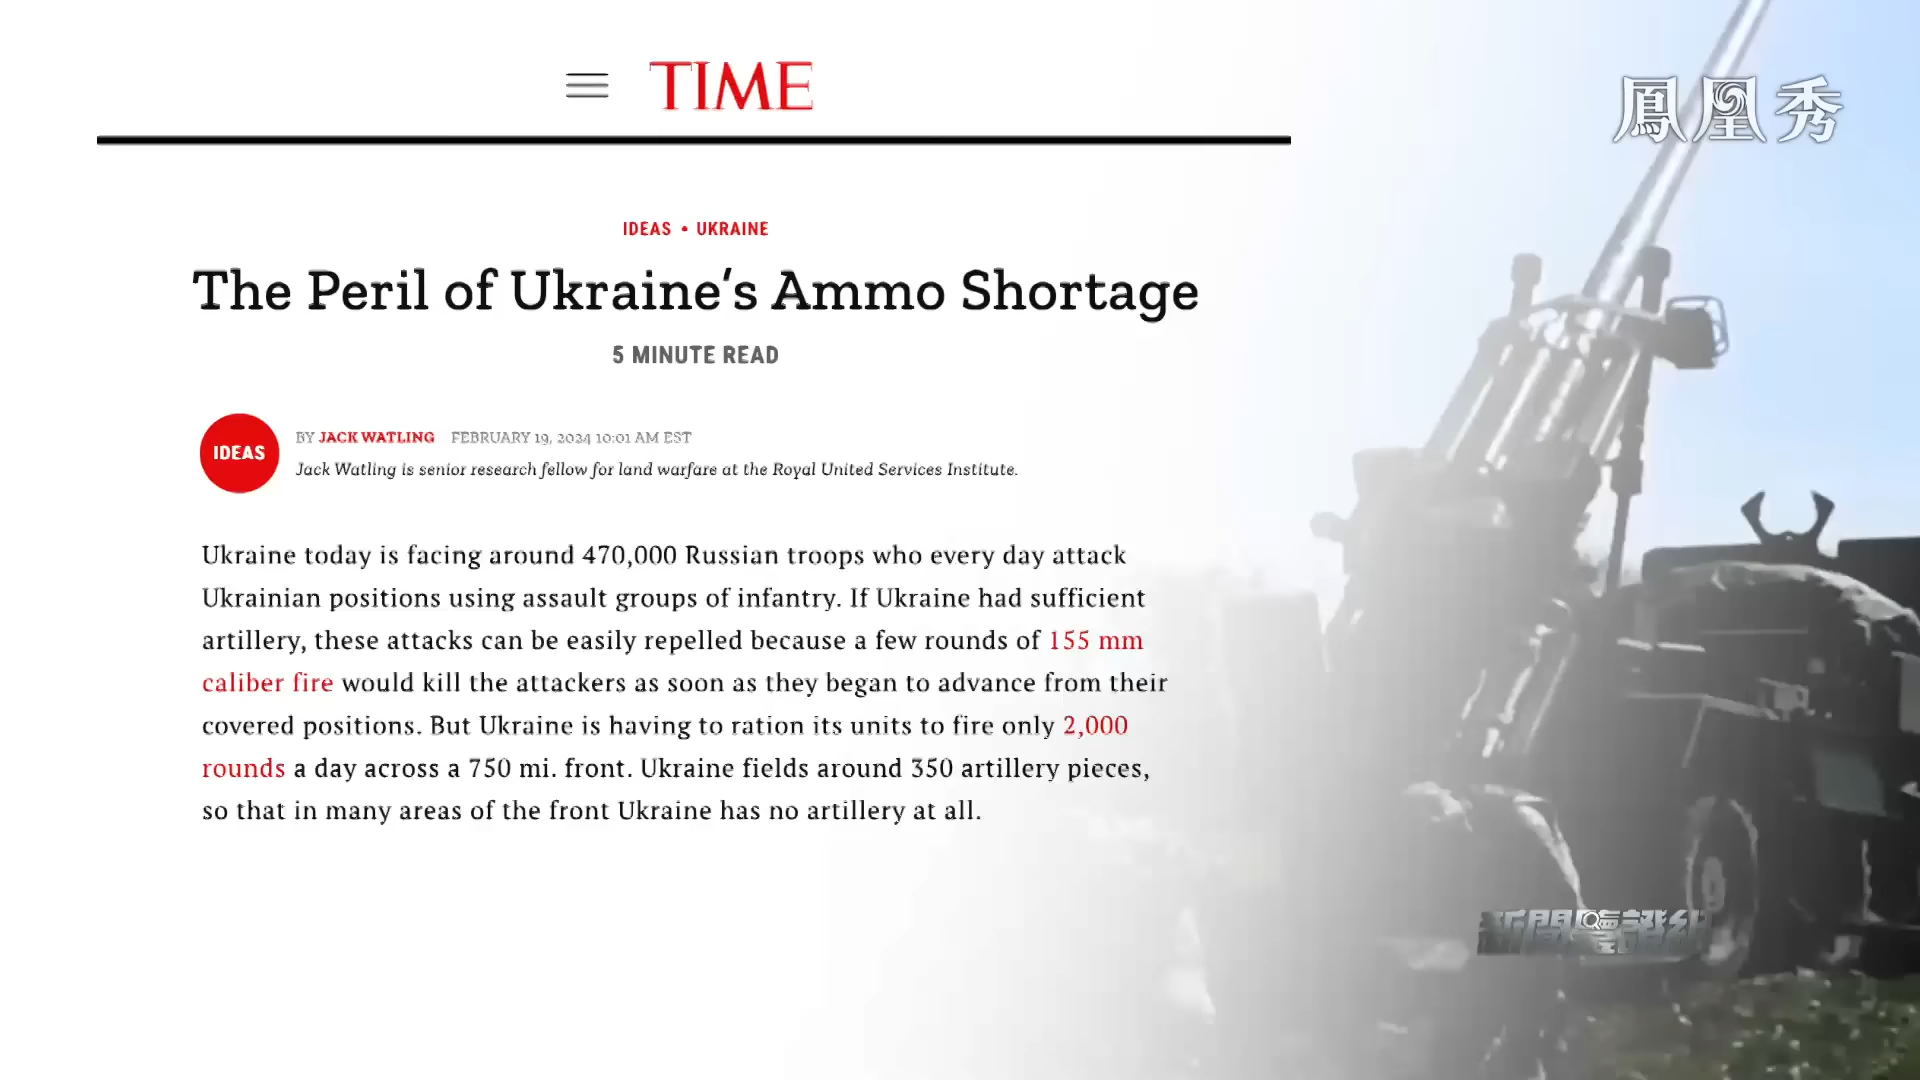 TIME
鳳凰秀
IDEAS • UKRAINE
The Peril of Ukraine's Ammo Shortage
5 MINUTE READ
IDEAS
BY JACK WATLING FEBRUARY 19, 2024 10:01 AM EST
Jack Watling is senior research fellow for land warfare at the Royal United Services Institute.
Ukraine today is facing around 470,000 Russian troops who every day attack
Ukrainian positions using assault groups of infantry. If Ukraine had sufficient
artillery, these attacks can be easily repelled because a few rounds of 155 mm
caliber fire would kill the attackers as soon as they began to advance from their
covered positions. But Ukraine is having to ration its units to fire only 2,000
rounds a day across a 750 mi. front. Ukraine fields around 350 artillery pieces,
so that in many areas of the front Ukraine has no artillery at all.
新聞鑒證組